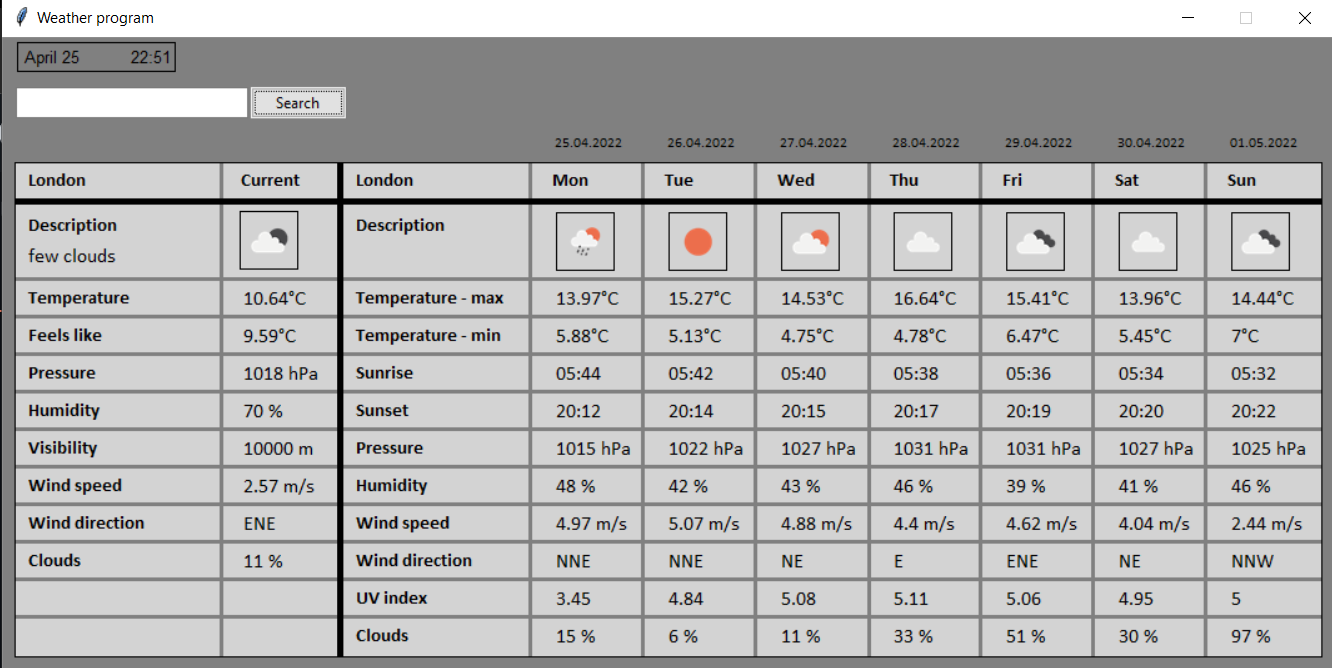 Weather program
April 25 22:51
Search
25.04.2022 26.04.2022 27.04.2022 28.04.2022 29.04.2022 30.04.2022 01.05.2022
London Current London Mon Tue Wed Thu Fri Sat Sun
Description Description
few clouds
Temperature 10.64°C Temperature - max 13.97°C 15.27°C 14.53°C 16.64°C 15.41°C 13.96°C 14.44°C
Feels like 9.59°C Temperature - min 5.88°C 5.13°C 4.75°C 4.78°C 6.47°C 5.45°C 7°C
Pressure 1018 hPa Sunrise 05:44 05:42 05:40 05:38 05:36 05:34 05:32
Humidity 70 % Sunset 20:12 20:14 20:15 20:17 20:19 20:20 20:22
Visibility 10000 m Pressure 1015 hPa 1022 hPa 1027 hPa 1031 hPa 1031 hPa 1027 hPa 1025 hPa
Wind speed 2.57 m/s Humidity 48 % 42 % 43 % 46 % 39 % 41 % 46 %
Wind direction ENE Wind speed 4.97 m/s 5.07 m/s 4.88 m/s 4.4 m/s 4.62 m/s 4.04 m/s 2.44 m/s
Clouds 11 % Wind direction NNE NNE NE E ENE NE NNW
UV index 3.45 4.84 5.08 5.11 5.06 4.95 5
Clouds 15 % 6 % 11 % 33 % 51 % 30 % 97 %